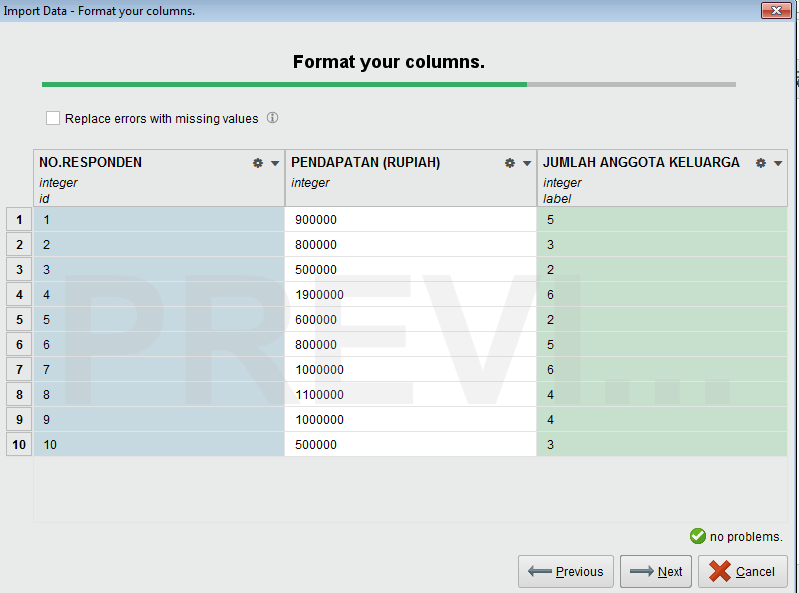 Import Data - Format your columns.
Format your columns.
Replace errors with missing values
NO.RESPONDEN PENDAPATAN (RUPIAH) JUMLAH ANGGOTA KELUARGA
integer integer integer
id label
1 1 900000 5
2 2 800000 3
3 3 500000 2
4 4 1900000 6
5 5 600000 2
6 6 800000 5
7 7 1000000 6
8 8 1100000 4
9 9 1000000 4
10 10 500000 3
PREVI...
no problems.
Previous Next Cancel